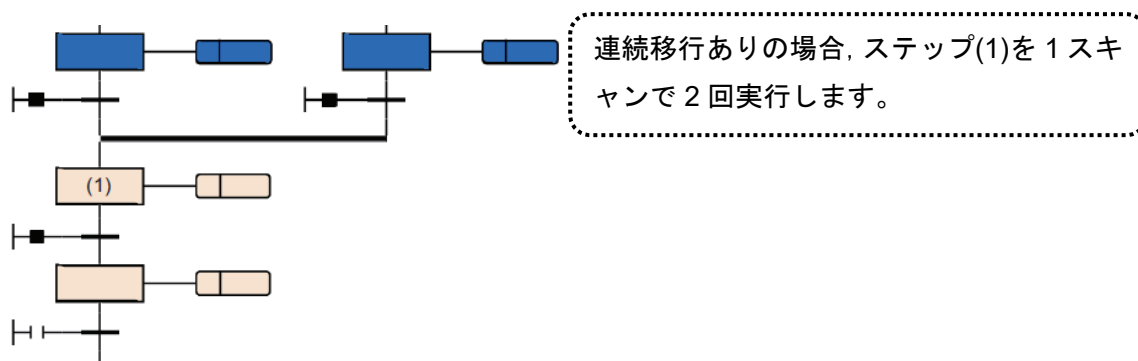 連続移行ありの場合, ステップ(1)を 1 スキ
ャンで 2 回実行します。
(1)